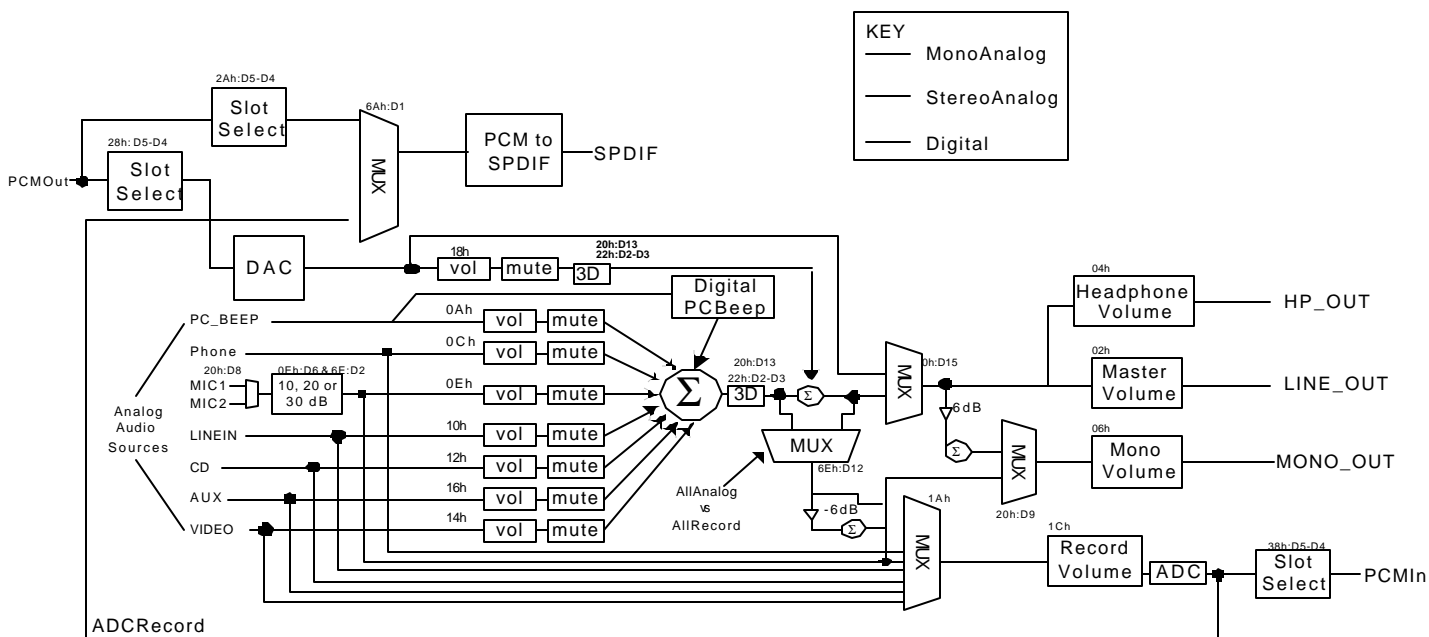 KEY
MonoAnalog
StereoAnalog
Digital
2Ah:D5-D4
Slot
Select
6Ah:D1
MUX
PCM to
SPDIF
SPDIF
28h: D5-D4
Slot
Select
PCMOut
DAC
18h
vol
mute
20h:D13
22h:D2-D3
3D
Digital
PCBeep
04h
Headphone
Volume
HP_OUT
PC_BEEP
0Ah
vol
mute
Phone
0Ch
vol
mute
20h:D8
MIC1
MIC2
0Eh:D6 & 6E:D2
10, 20 or
30 dB
0Eh
vol
mute
Σ
20h:D13
22h:D2-D3
3D
Σ
MUX
0h:D15
02h
Master
Volume
LINE_OUT
Analog
Audio
Sources
LINEIN
10h
vol
mute
MUX
6Eh:D12
6dB
Σ
MUX
20h:D9
06h
Mono
Volume
MONO_OUT
CD
12h
vol
mute
AUX
16h
vol
mute
AllAnalog
vs
AllRecord
-6dB
Σ
VIDEO
14h
vol
mute
1Ah
MUX
1Ch
Record
Volume
ADC
38h:D5-D4
Slot
Select
PCMIn
ADCRecord